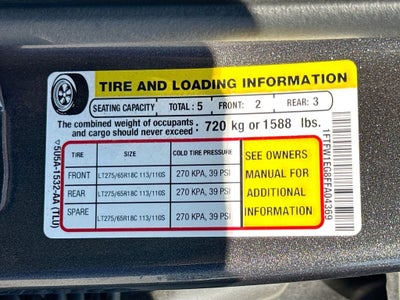 TIRE AND LOADING INFORMATION
SEATING CAPACITY TOTAL: 5 FRONT: 2 REAR: 3
The combined weight of occupants
and cargo should never exceed : 720 kg or 1588 lbs.
TIRE SIZE COLD TIRE PRESSURE
FRONT LT275/65R18C 113/110S 270 KPA, 39 PSI
REAR LT275/65R18C 113/110S 270 KPA, 39 PSI
SPARE LT275/65R18C 113/110S 270 KPA, 39 PSI
SEE OWNERS
MANUAL FOR
ADDITIONAL
INFORMATION
1FTFW1EG8FFA04369